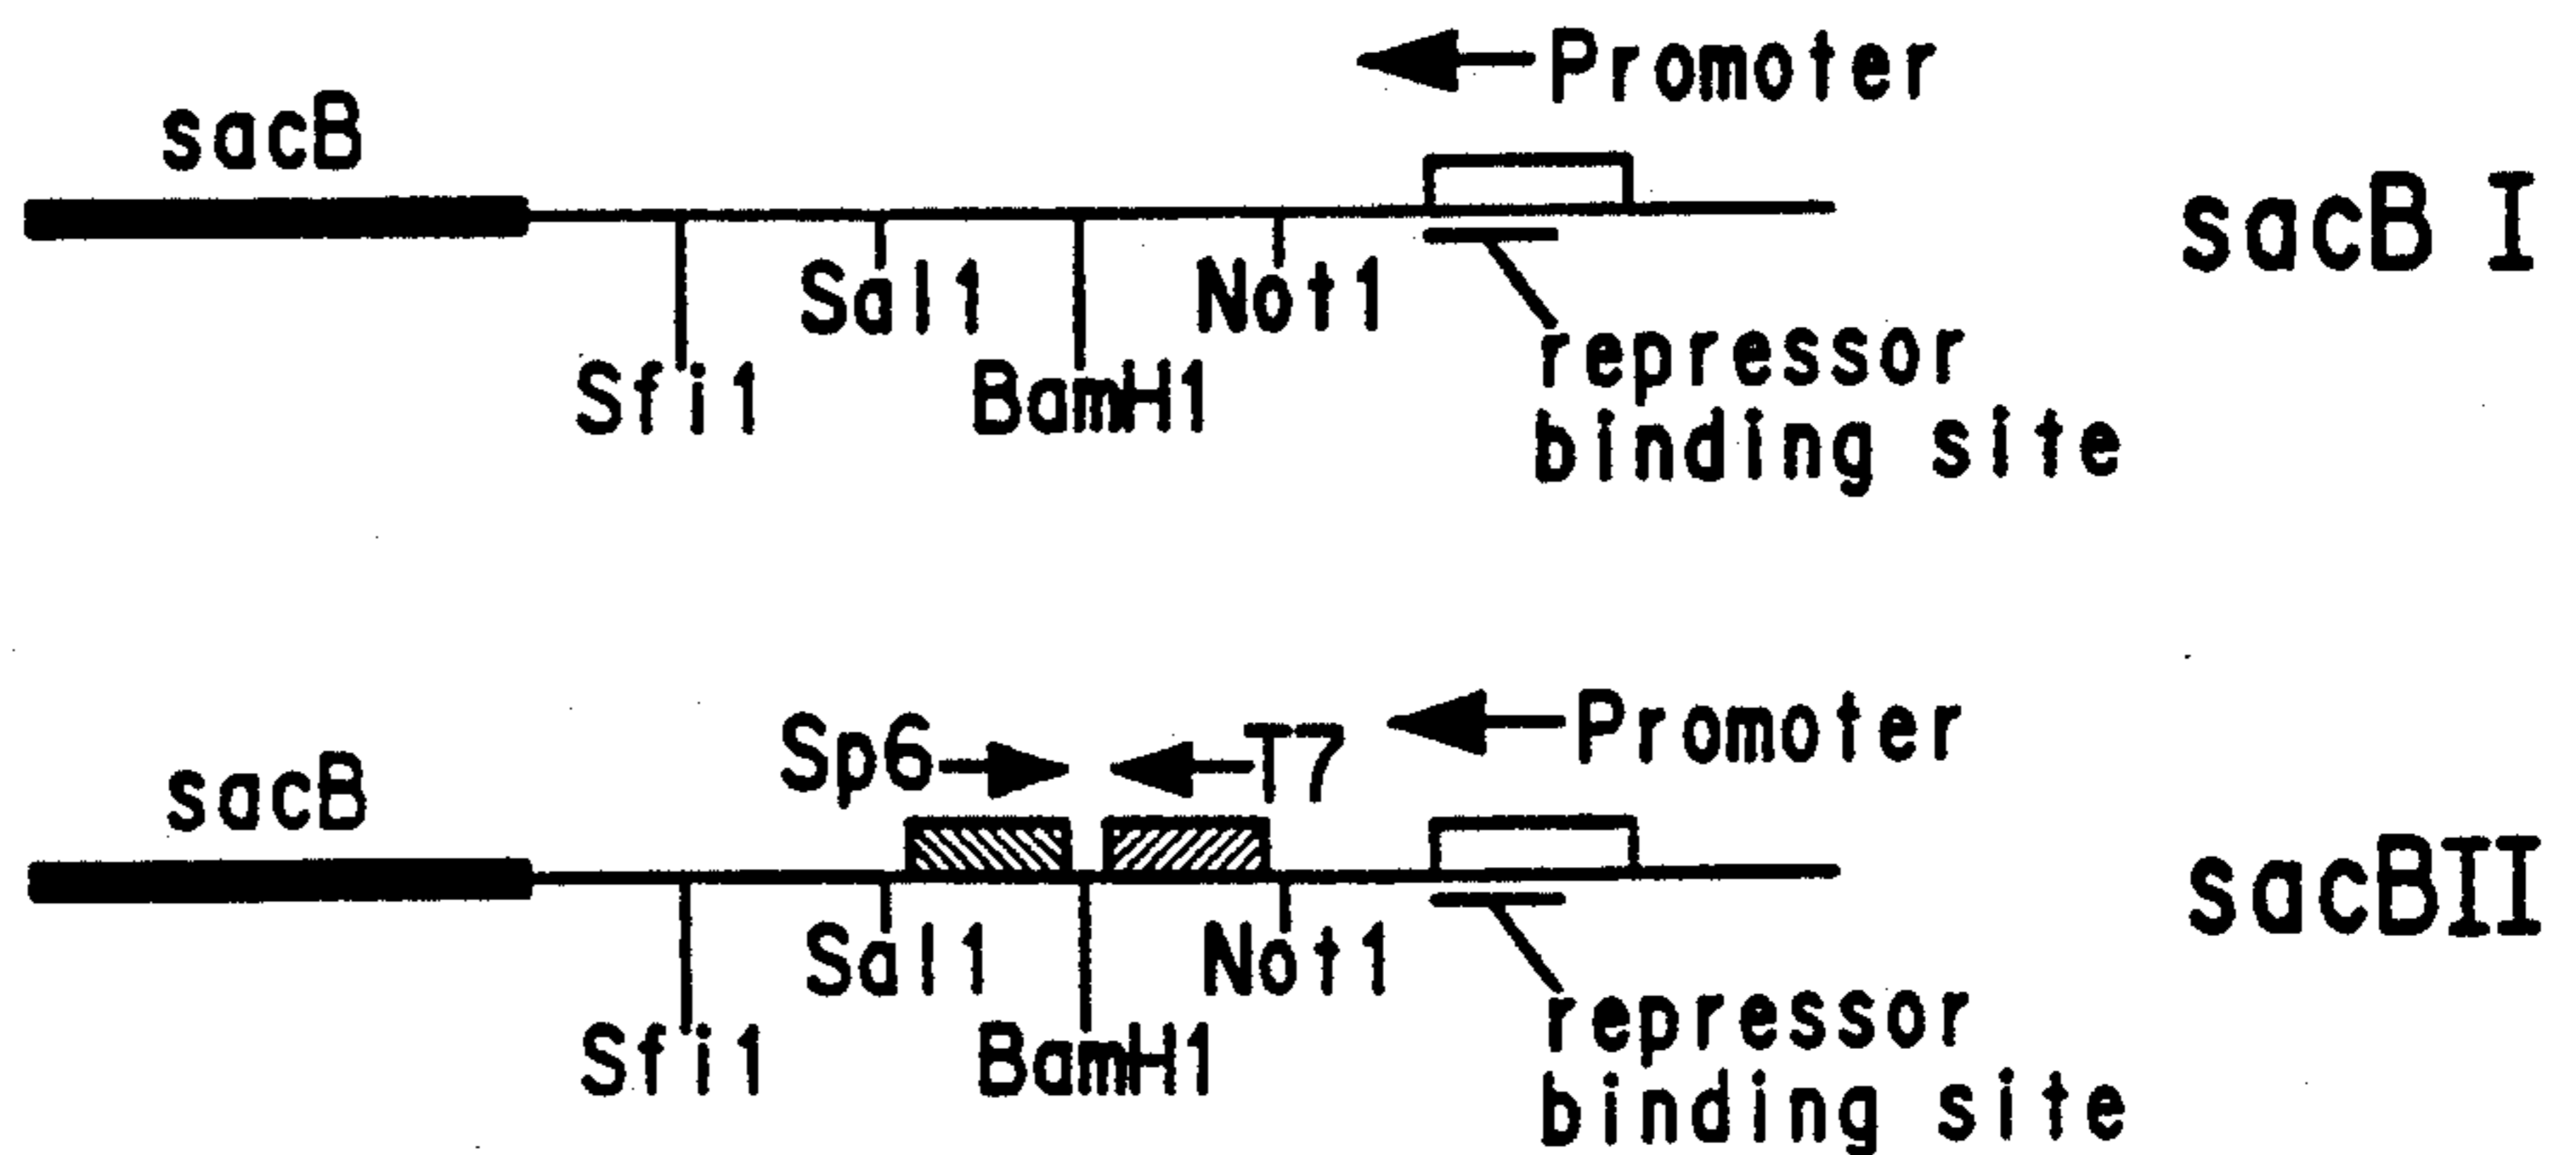 Promoter
sacB
sacB I
Sal1
Not1
Sfi1
BamH1
repressor
binding site
Promoter
Sp6
T7
sacB
sacBII
Sal1
Not1
Sfi1
BamH1
repressor
binding site